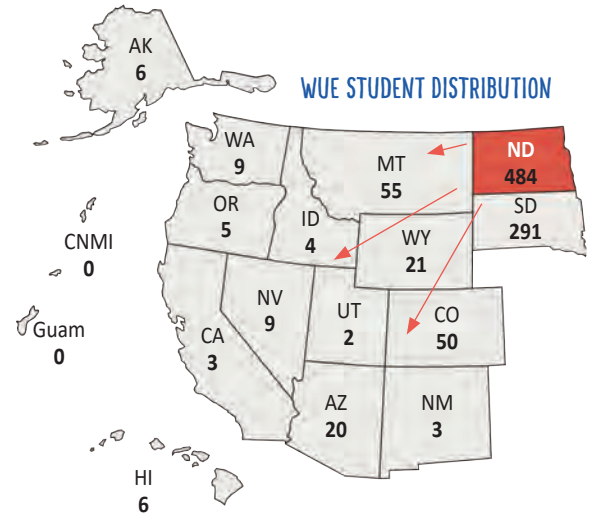 AK
6
WUE STUDENT DISTRIBUTION
WA
9
MT
55
ND
484
OR
5
ID
4
SD
291
WY
21
CNMI
0
NV
9
UT
2
CO
50
Guam
0
CA
3
AZ
20
NM
3
HI
6